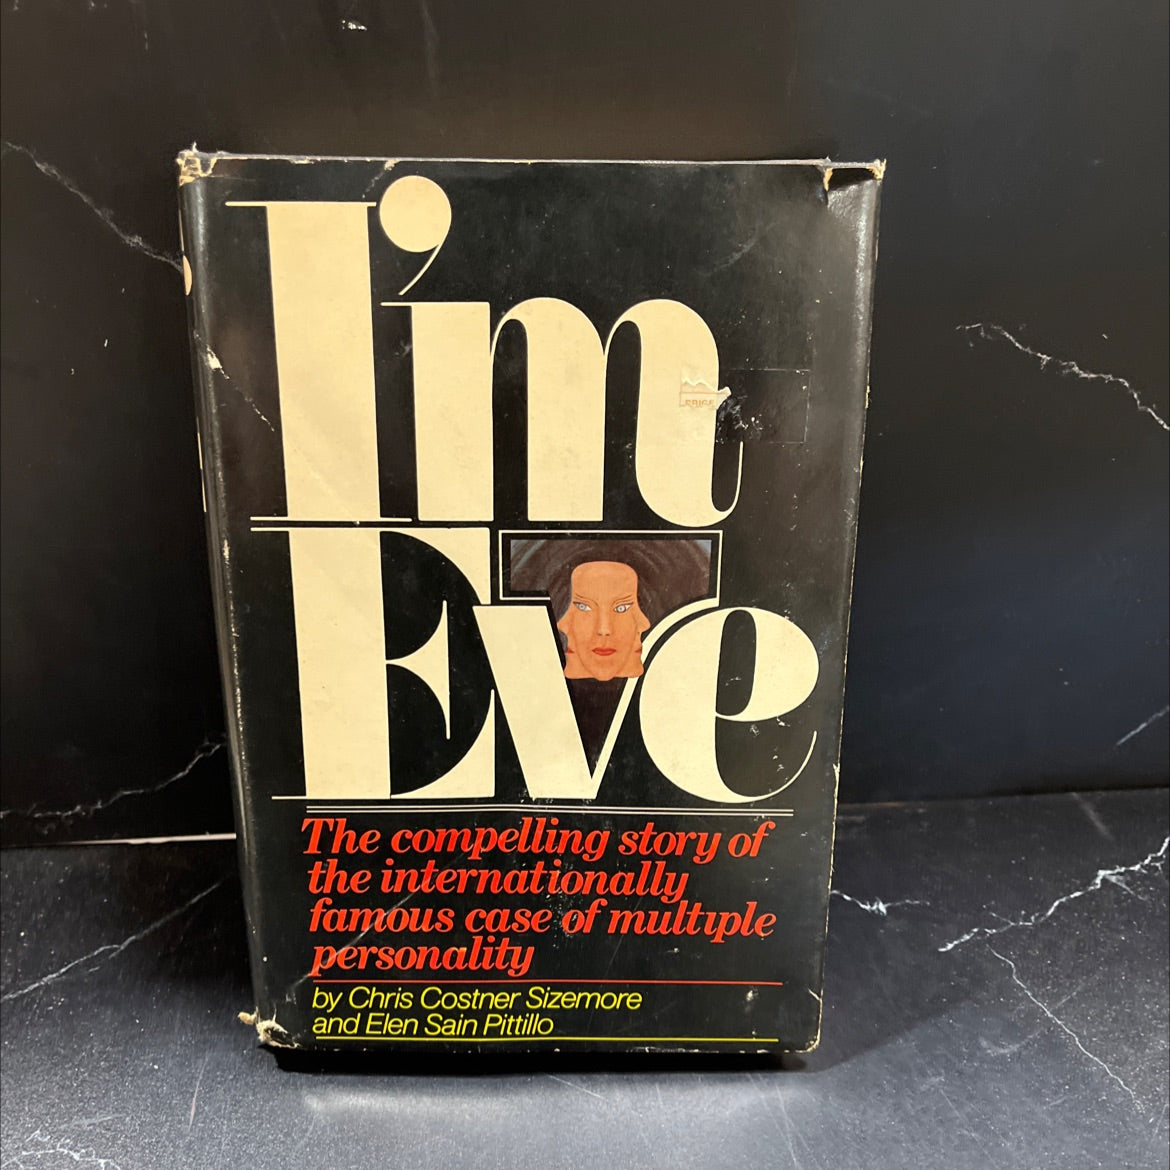 I'm
PRICE
Eve
The compelling story of
the internationally
famous case of multiple
personality
by Chris Costner Sizemore
and Elen Sain Pittillo